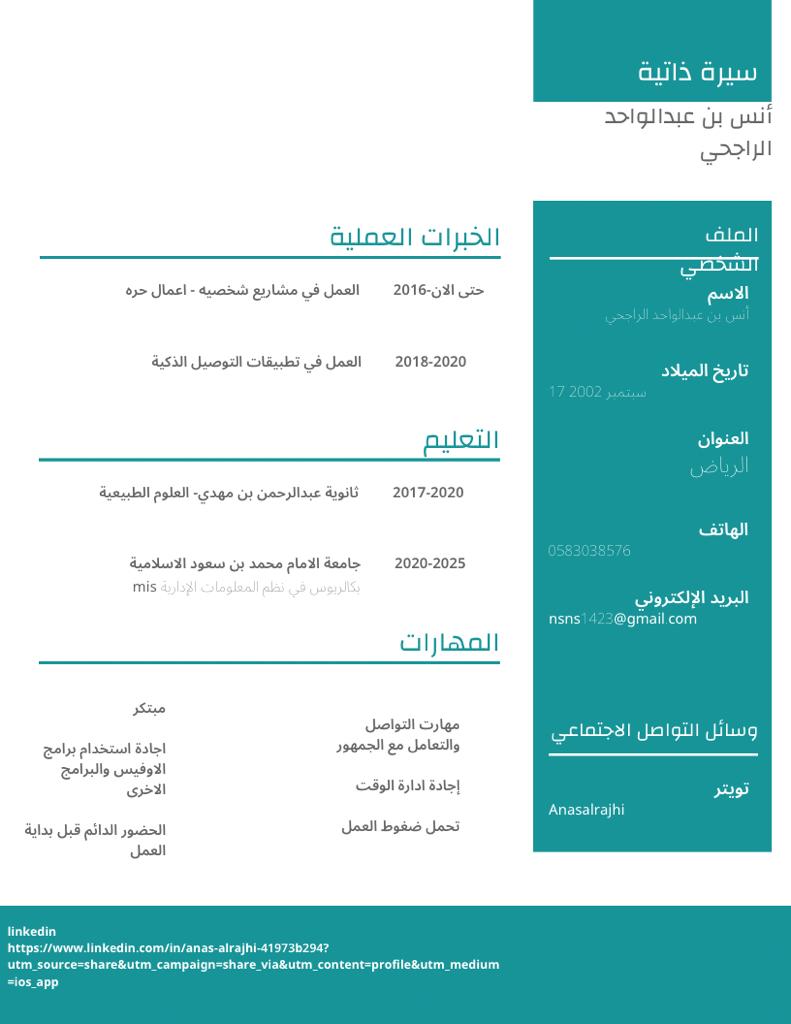 سيرة ذاتية
أنس بن عبدالواحد
الراجحي
الملف
الشخصي
الاسم
أنس بن عبدالواحد الراجحي
تاريخ الميلاد
17 سبتمبر 2002
العنوان
الرياض
الهاتف
0583038576
البريد الإلكتروني
nsns1423@gmail.com
وسائل التواصل الاجتماعي
تويتر
Anasalrajhi
الخبرات العملية
حتى الان-2016 العمل في مشاريع شخصيه - اعمال حره
2018-2020 العمل في تطبيقات التوصيل الذكية
التعليم
2017-2020 ثانوية عبدالرحمن بن مهدي- العلوم الطبيعية
2020-2025 جامعة الامام محمد بن سعود الاسلامية
بكالريوس في نظم المعلومات الإدارية mis
المهارات
مهارت التواصل
والتعامل مع الجمهور
إجادة ادارة الوقت
تحمل ضغوط العمل
مبتكر
اجادة استخدام برامج
الاوفيس والبرامج
الاخرى
الحضور الدائم قبل بداية
العمل
linkedin
https://www.linkedin.com/in/anas-alrajhi-41973b294?
utm_source=share&utm_campaign=share_via&utm_content=profile&utm_medium
=ios_app